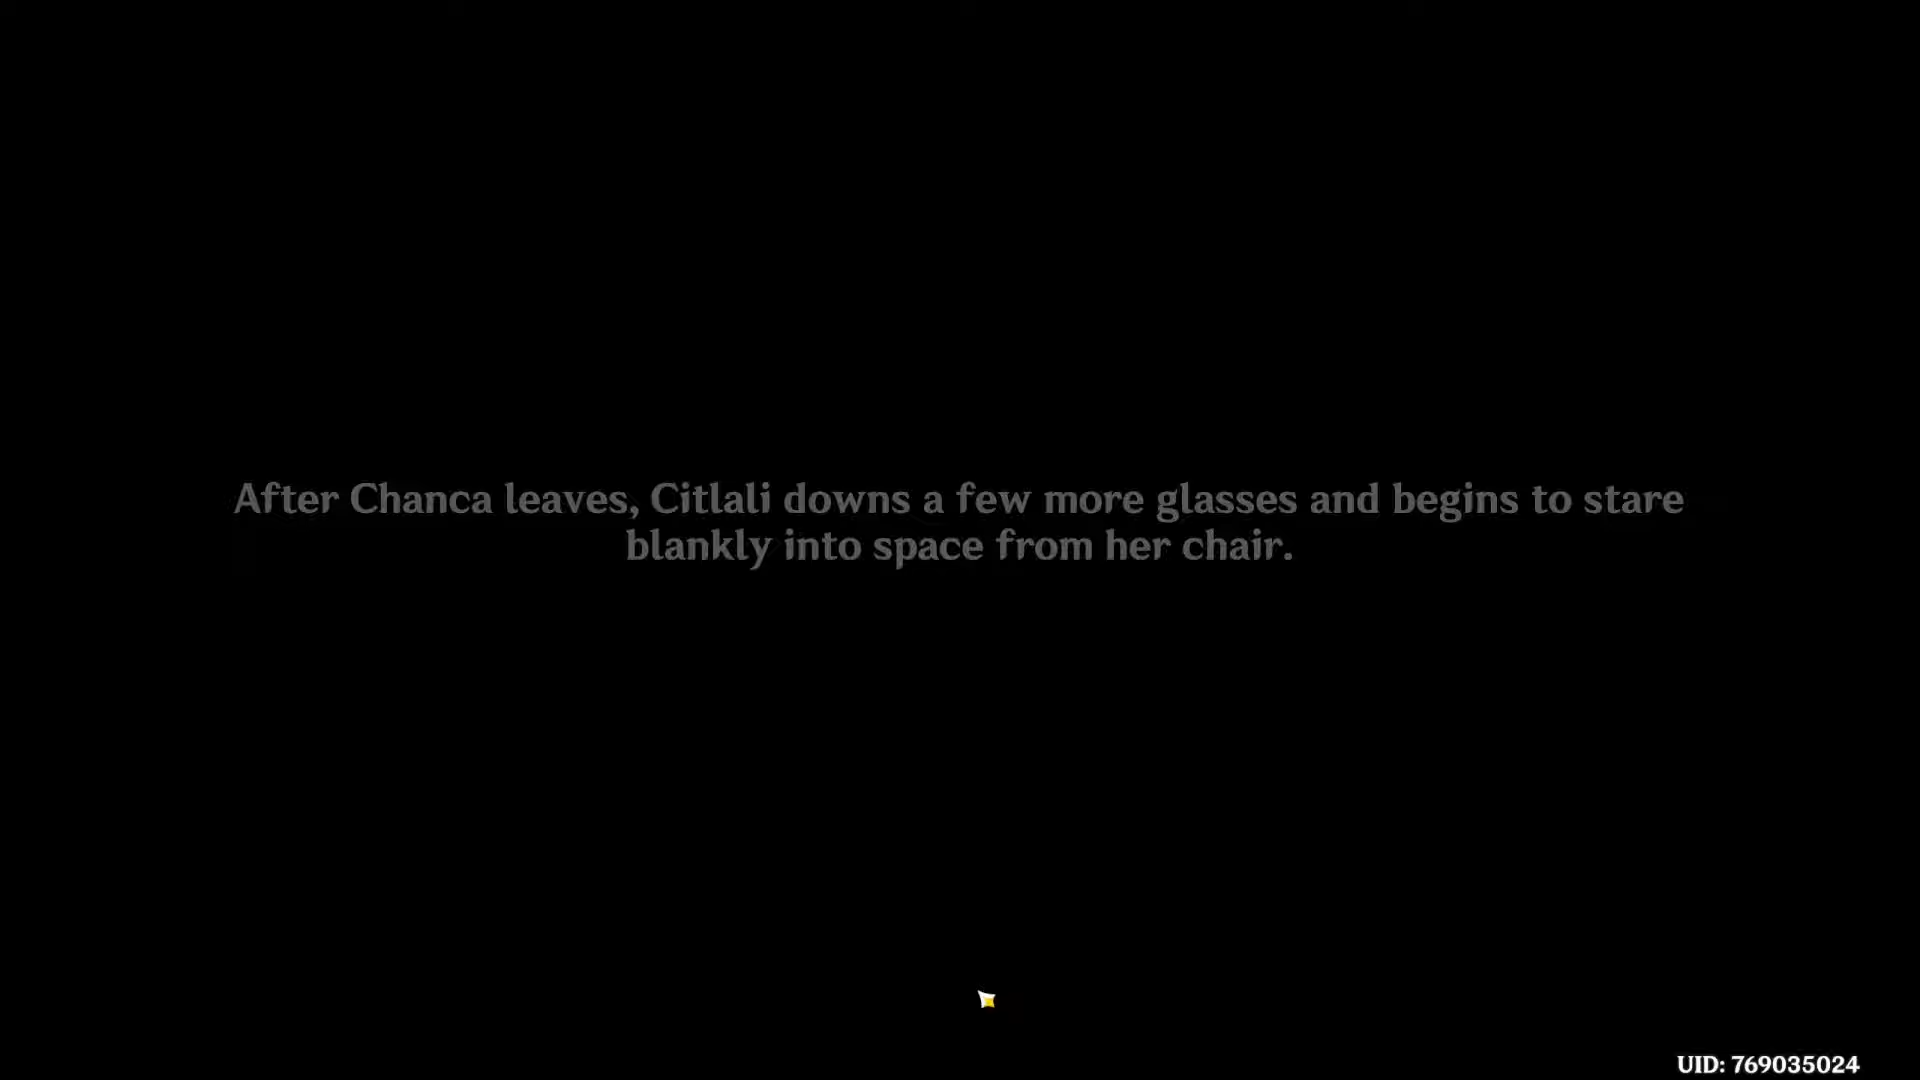 After Chanca leaves, Citlali downs a few more glasses and begins to stare
blankly into space from her chair.
UID: 769035024